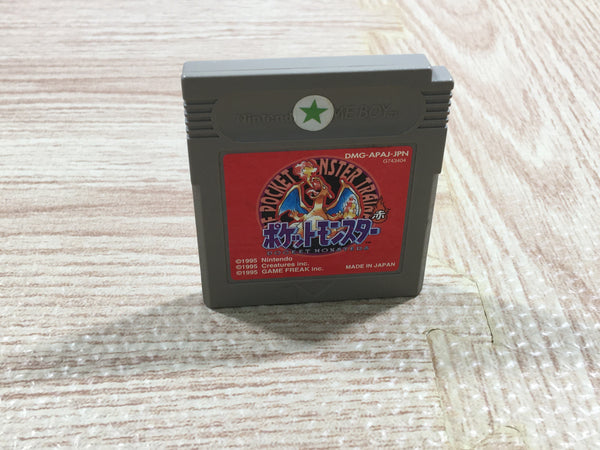 Nintendo GAME BOY
DMG-APAJ-JPN
G743404
POCKET MONSTER TRAINER
赤
ポケットモンスター
POCKET MONSTERS
©1995 Nintendo
©1995 Creatures inc.
©1995 GAME FREAK inc.
MADE IN JAPAN